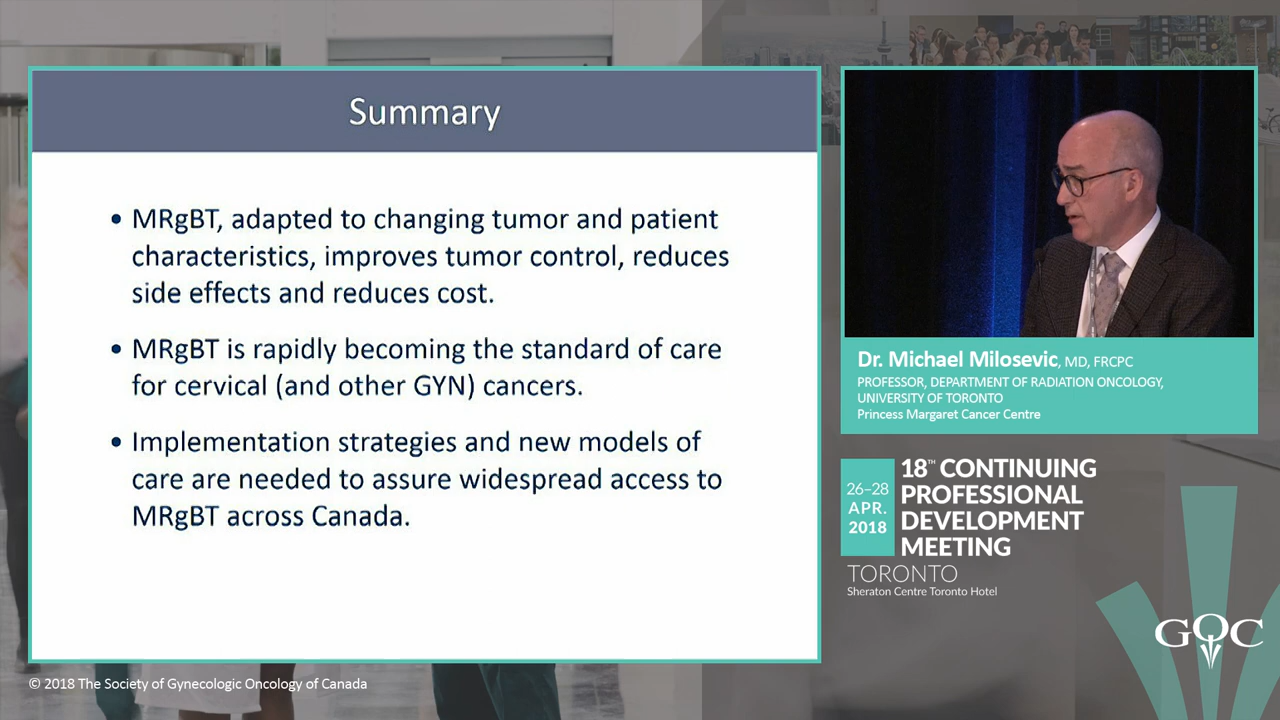 Summary
• MRgBT, adapted to changing tumor and patient
characteristics, improves tumor control, reduces
side effects and reduces cost.
• MRgBT is rapidly becoming the standard of care
for cervical (and other GYN) cancers.
• Implementation strategies and new models of
care are needed to assure widespread access to
MRgBT across Canada.
Dr. Michael Milosevic, MD, FRCPC
PROFESSOR, DEPARTMENT OF RADIATION ONCOLOGY,
UNIVERSITY OF TORONTO
Princess Margaret Cancer Centre
26–28
APR.
2018
18™ CONTINUING
PROFESSIONAL
DEVELOPMENT
MEETING
TORONTO
Sheraton Centre Toronto Hotel
GOC
© 2018 The Society of Gynecologic Oncology of Canada